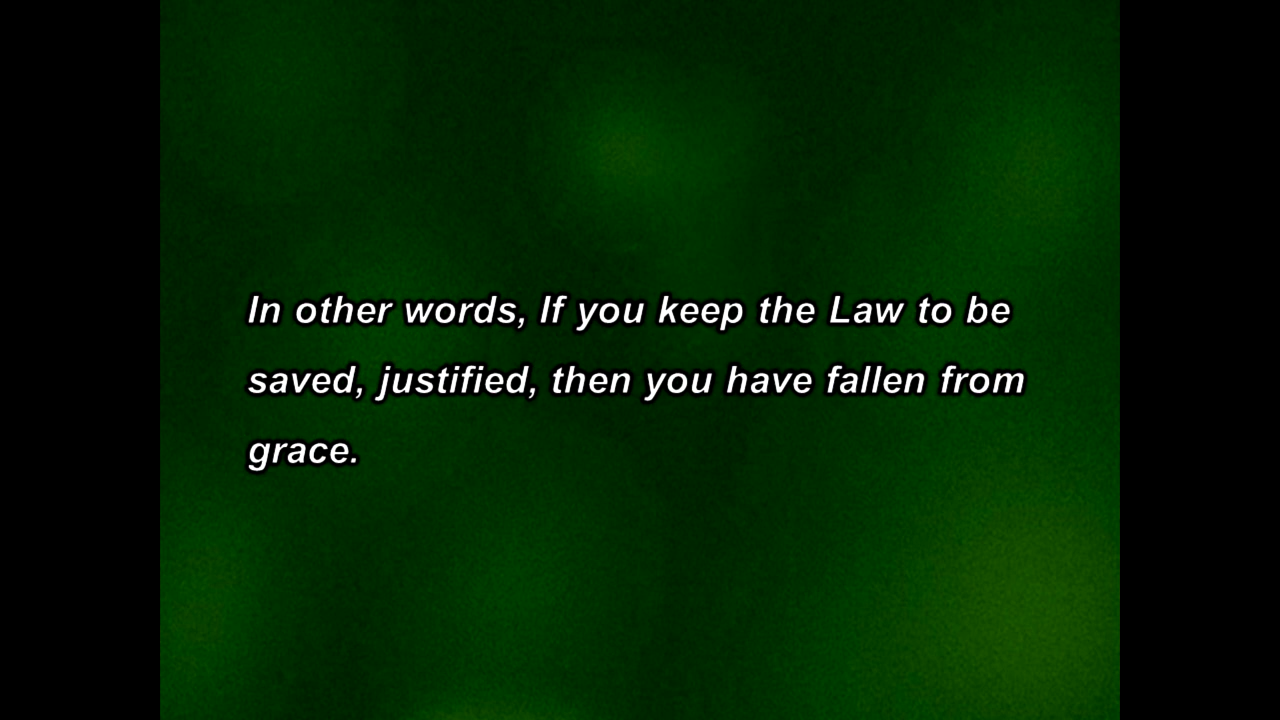 In other words, If you keep the Law to be
saved, justified, then you have fallen from
grace.